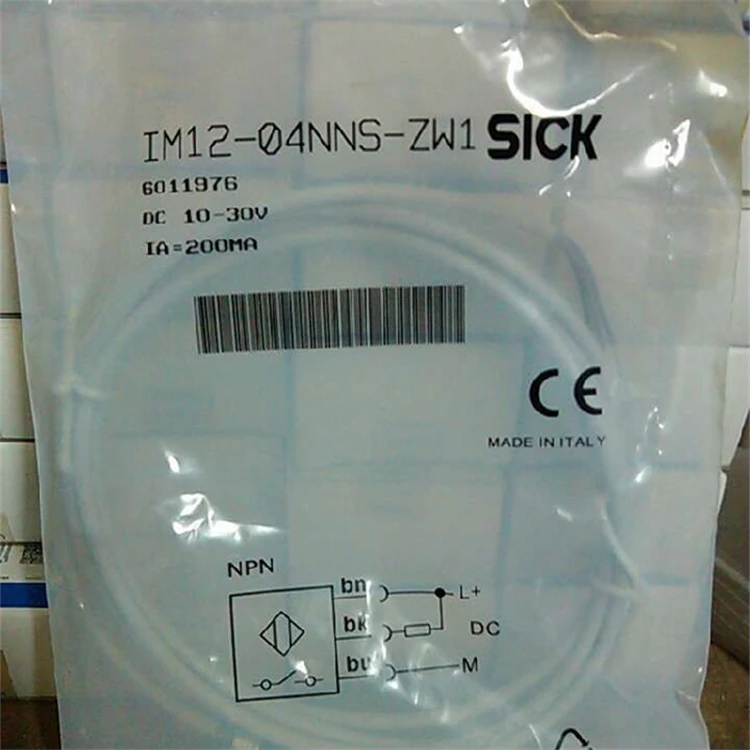 IM12-04NNS-ZW1 SICK
6011976
DC 10-30V
IA=200MA
CE
MADE IN ITALY
NPN
bn L+
bk DC
bu M